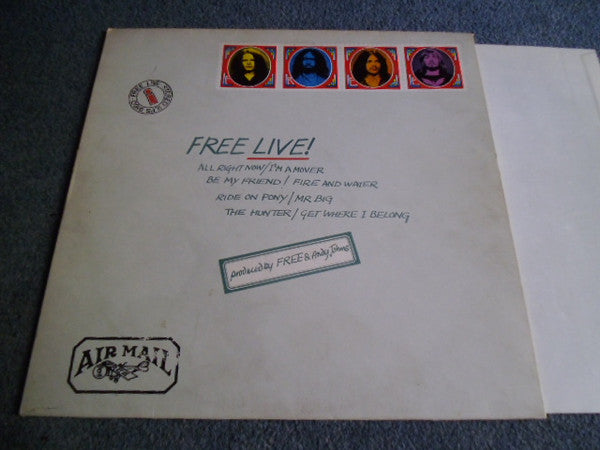 FREE LIVE!
ALL RIGHT NOW/I'M A MOVER
BE MY FRIEND/FIRE AND WATER
RIDE ON PONY/MR BIG
THE HUNTER/GET WHERE I BELONG
produced by FREE & Andy Johns
AIR MAIL